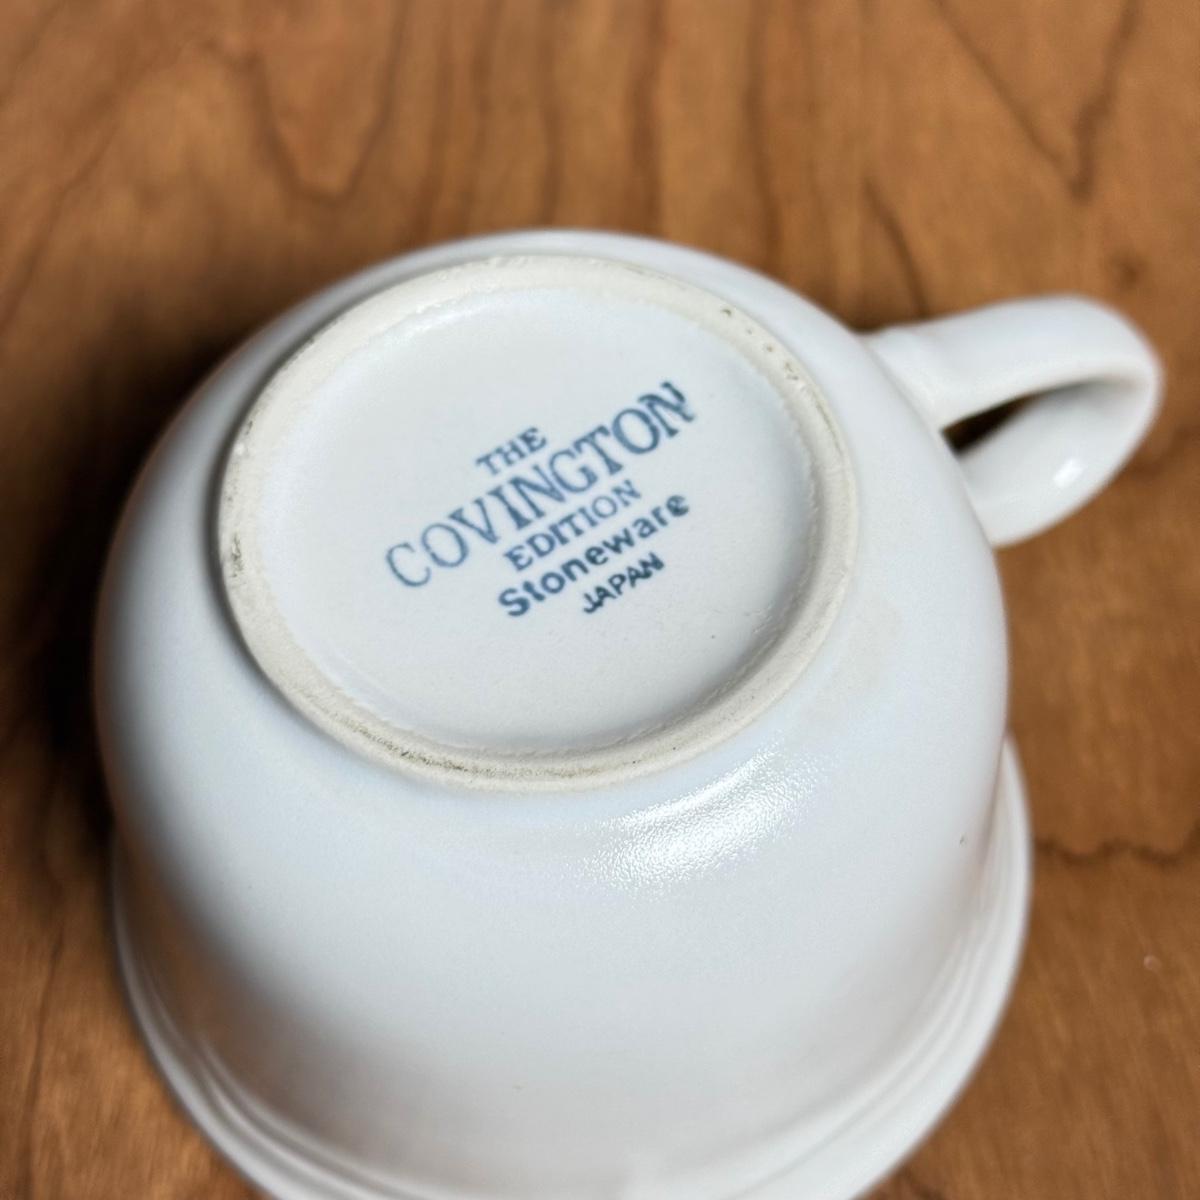 THE
COVINGTON
EDITION
Stoneware
JAPAN